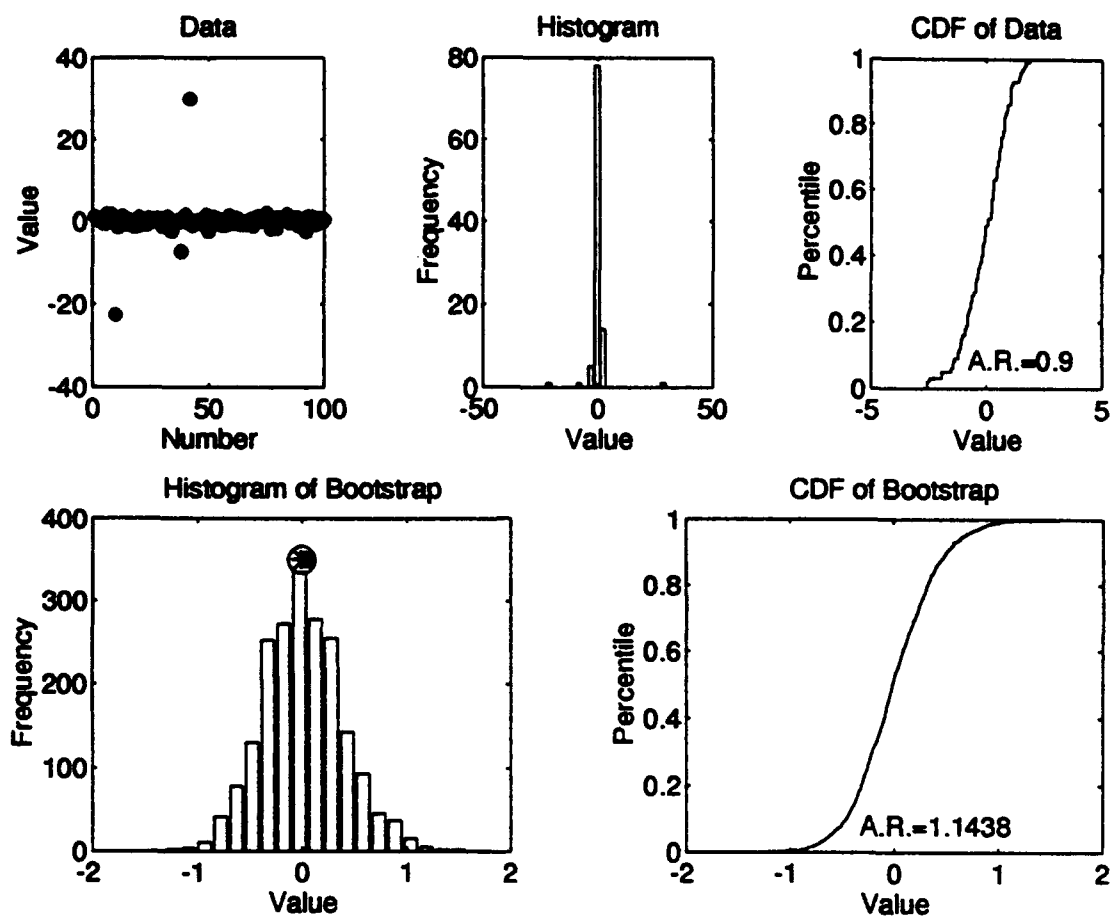 Data
Histogram
CDF of Data
40
20
0
-20
-40
Value
0
50
100
Number
80
60
40
20
0
Frequency
-50
0
50
Value
1
0.8
0.6
0.4
0.2
0
Percentile
A.R.=0.9
-5
0
5
Value
Histogram of Bootstrap
CDF of Bootstrap
400
300
200
100
0
Frequency
-2
-1
0
1
2
Value
1
0.8
0.6
0.4
0.2
0
Percentile
A.R.=1.1438
-2
-1
0
1
2
Value